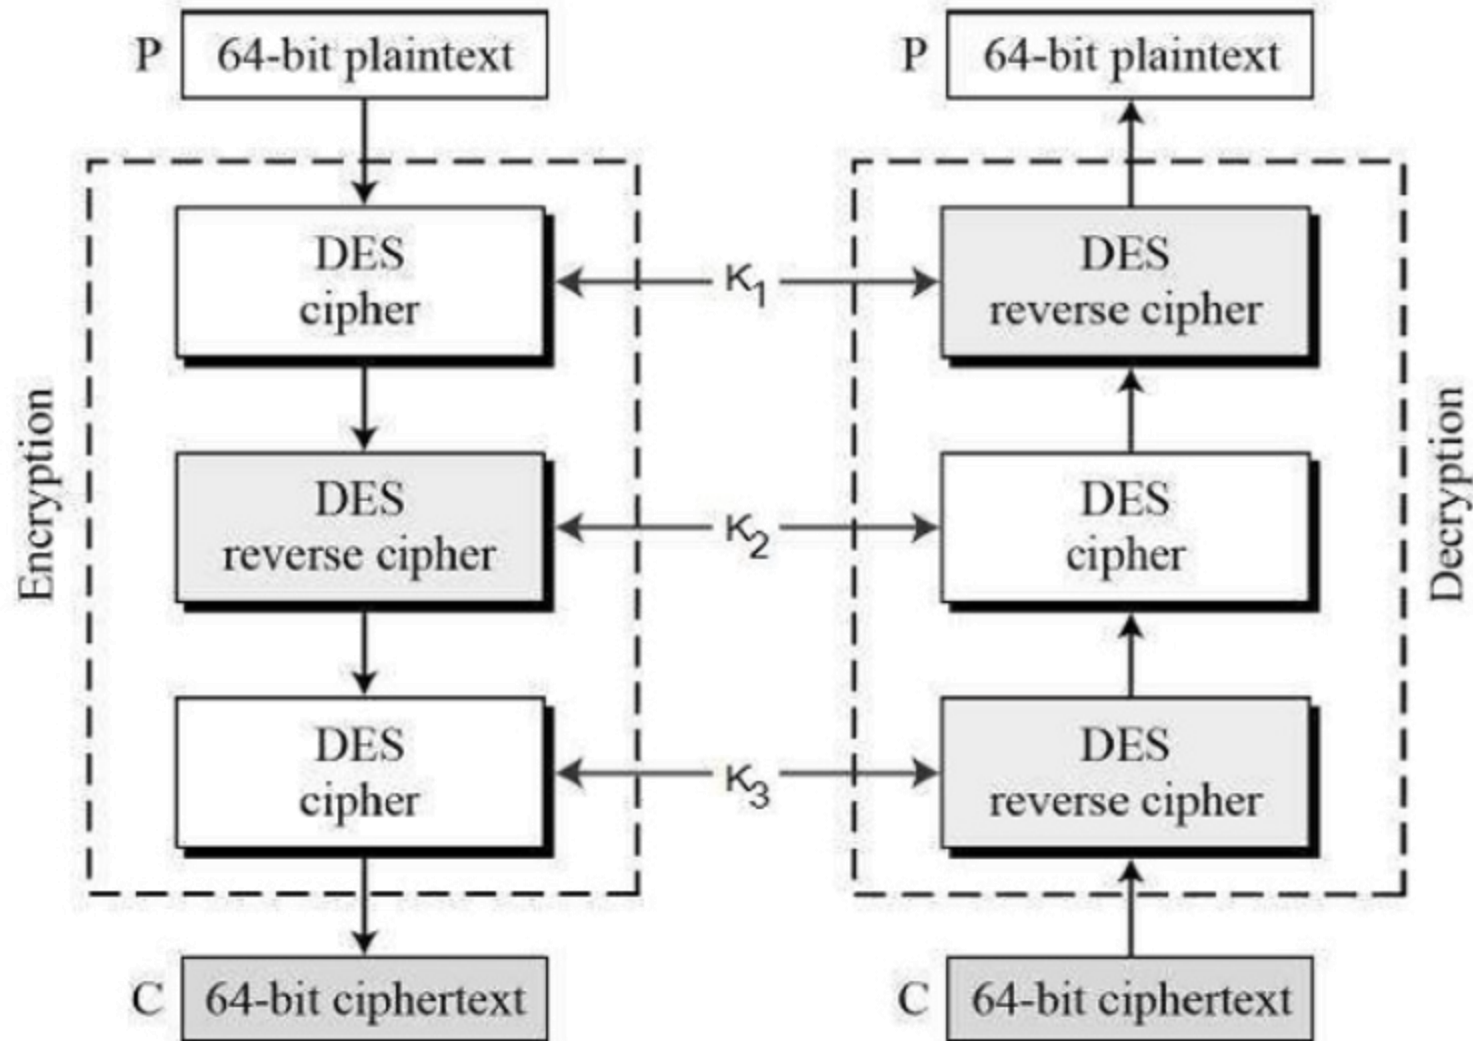 P
64-bit plaintext
P
64-bit plaintext
Encryption
DES
cipher
K1
DES
reverse cipher
DES
reverse cipher
K2
DES
cipher
DES
cipher
K3
DES
reverse cipher
Decryption
C
64-bit ciphertext
C
64-bit ciphertext